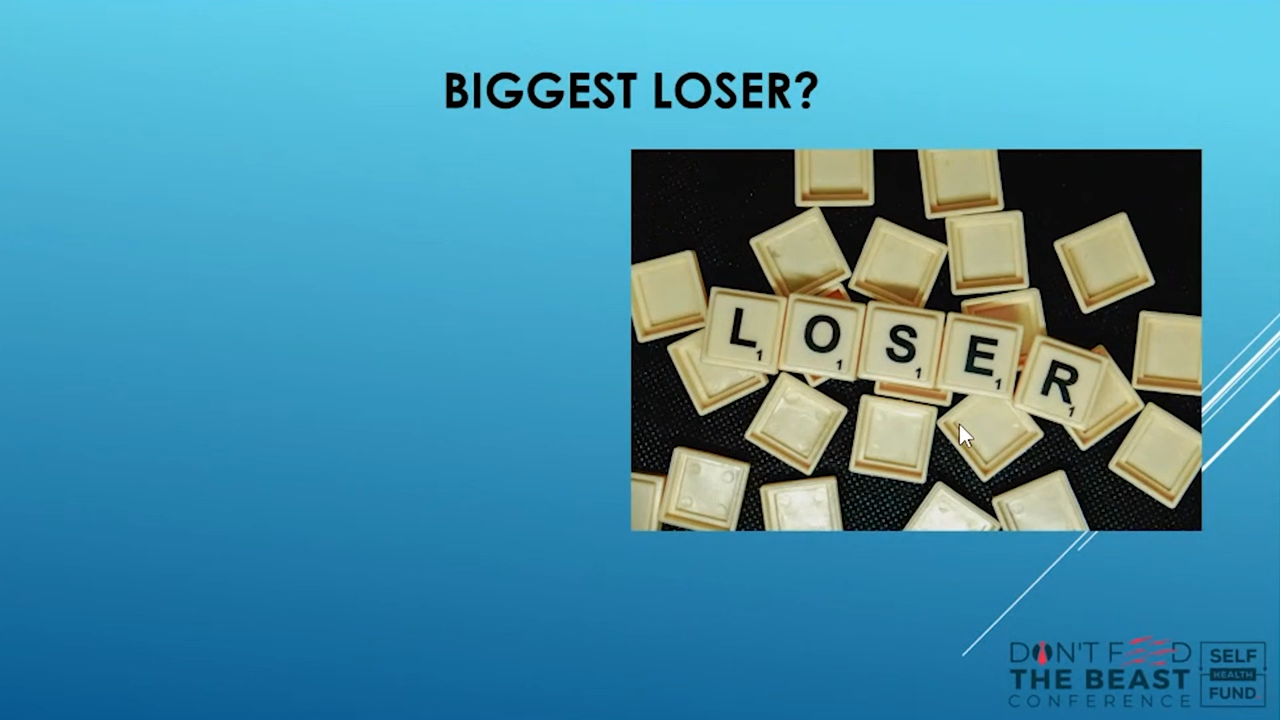 BIGGEST LOSER?
L1 O1 S1 E1 R1
DON'T FEED
THE BEAST
CONFERENCE
SELF
HEALTH
FUND